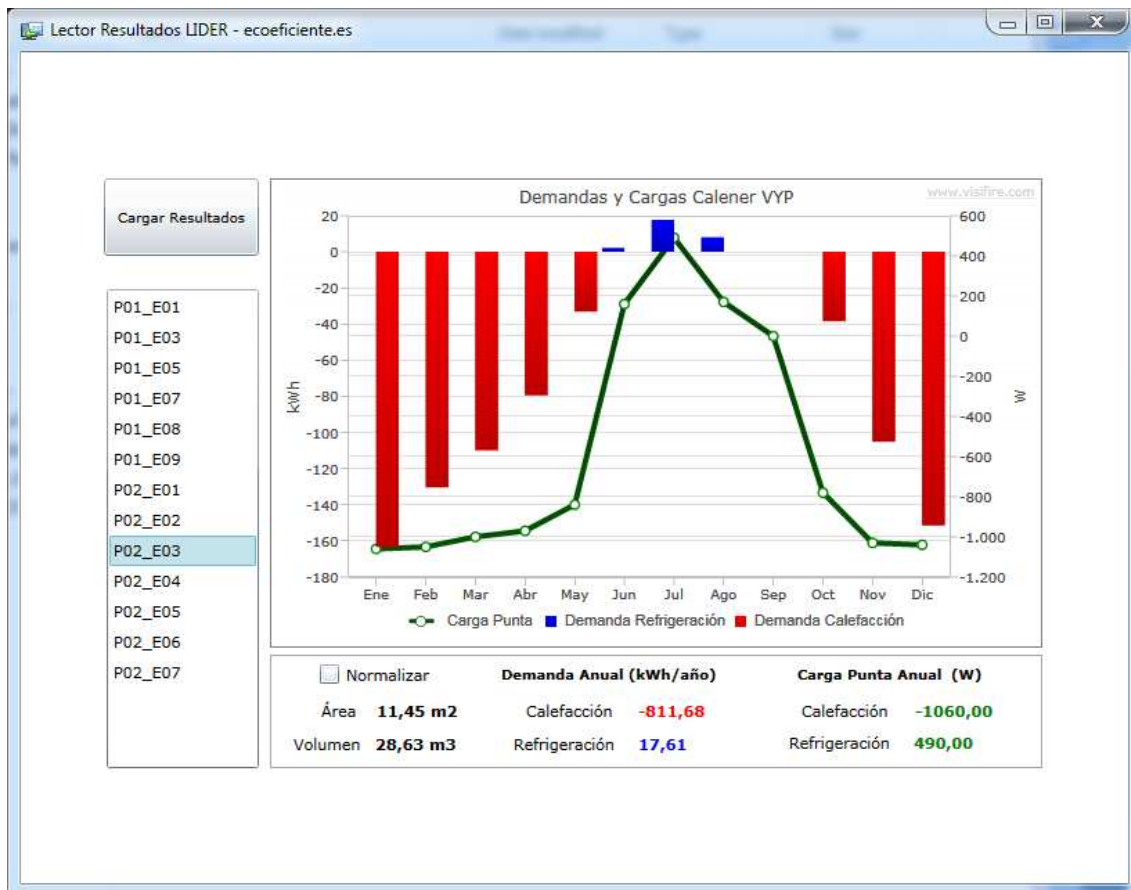 Lector Resultados LIDER - ecoeficiente.es
Cargar Resultados
P01_E01
P01_E03
P01_E05
P01_E07
P01_E08
P01_E09
P02_E01
P02_E02
P02_E03
P02_E04
P02_E05
P02_E06
P02_E07
www.visifire.com
Demandas y Cargas Calener VYP
kWh
20
0
-20
-40
-60
-80
-100
-120
-140
-160
-180
600
400
200
0
-200
-400
-600
-800
-1.000
-1.200
W
Ene Feb Mar Abr May Jun Jul Ago Sep Oct Nov Dic
Carga Punta Demanda Refrigeración Demanda Calefacción
Normalizar Demanda Anual (kWh/año) Carga Punta Anual (W)
Área 11,45 m2 Calefacción -811,68 Calefacción -1060,00
Volumen 28,63 m3 Refrigeración 17,61 Refrigeración 490,00